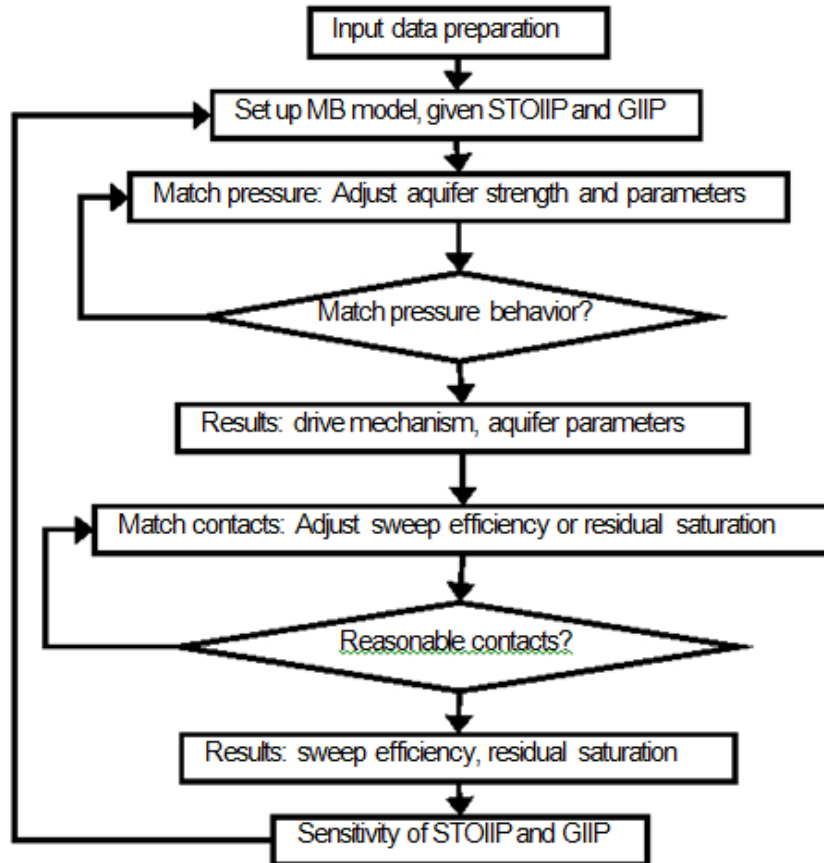 Input data preparation
Set up MB model, given STOIIP and GIIP
Match pressure: Adjust aquifer strength and parameters
Match pressure behavior?
Results: drive mechanism, aquifer parameters
Match contacts: Adjust sweep efficiency or residual saturation
Reasonable contacts?
Results: sweep efficiency, residual saturation
Sensitivity of STOIIP and GIIP